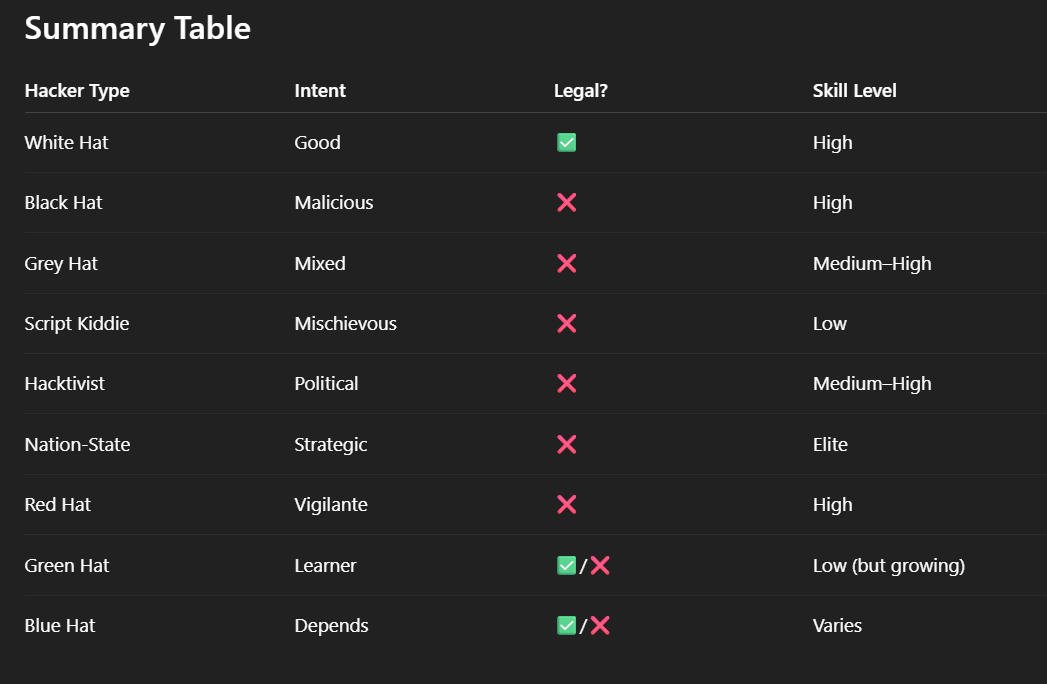 Summary Table
Hacker Type Intent Legal? Skill Level
White Hat Good ✅ High
Black Hat Malicious ❌ High
Grey Hat Mixed ❌ Medium–High
Script Kiddie Mischievous ❌ Low
Hacktivist Political ❌ Medium–High
Nation-State Strategic ❌ Elite
Red Hat Vigilante ❌ High
Green Hat Learner ✅/❌ Low (but growing)
Blue Hat Depends ✅/❌ Varies